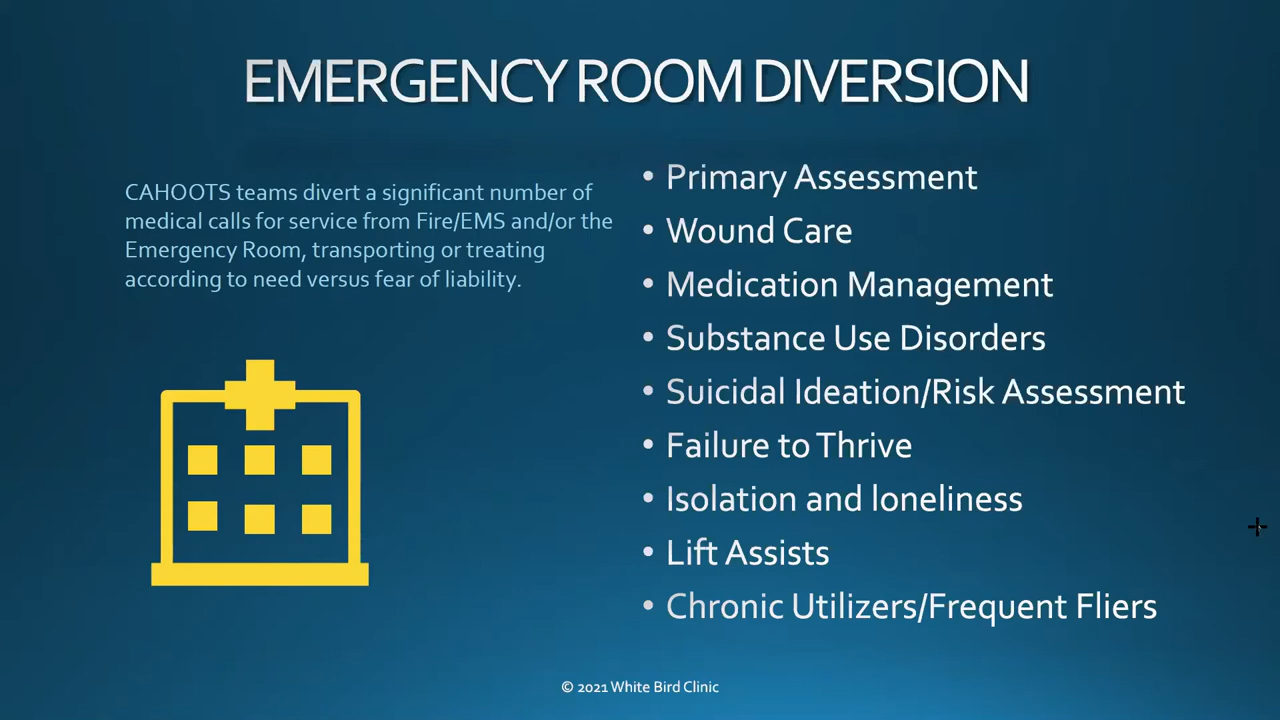 EMERGENCY ROOM DIVERSION
CAHOOTS teams divert a significant number of
medical calls for service from Fire/EMS and/or the
Emergency Room, transporting or treating
according to need versus fear of liability.
• Primary Assessment
• Wound Care
• Medication Management
• Substance Use Disorders
• Suicidal Ideation/Risk Assessment
• Failure to Thrive
• Isolation and loneliness
• Lift Assists
• Chronic Utilizers/Frequent Fliers
© 2021 White Bird Clinic